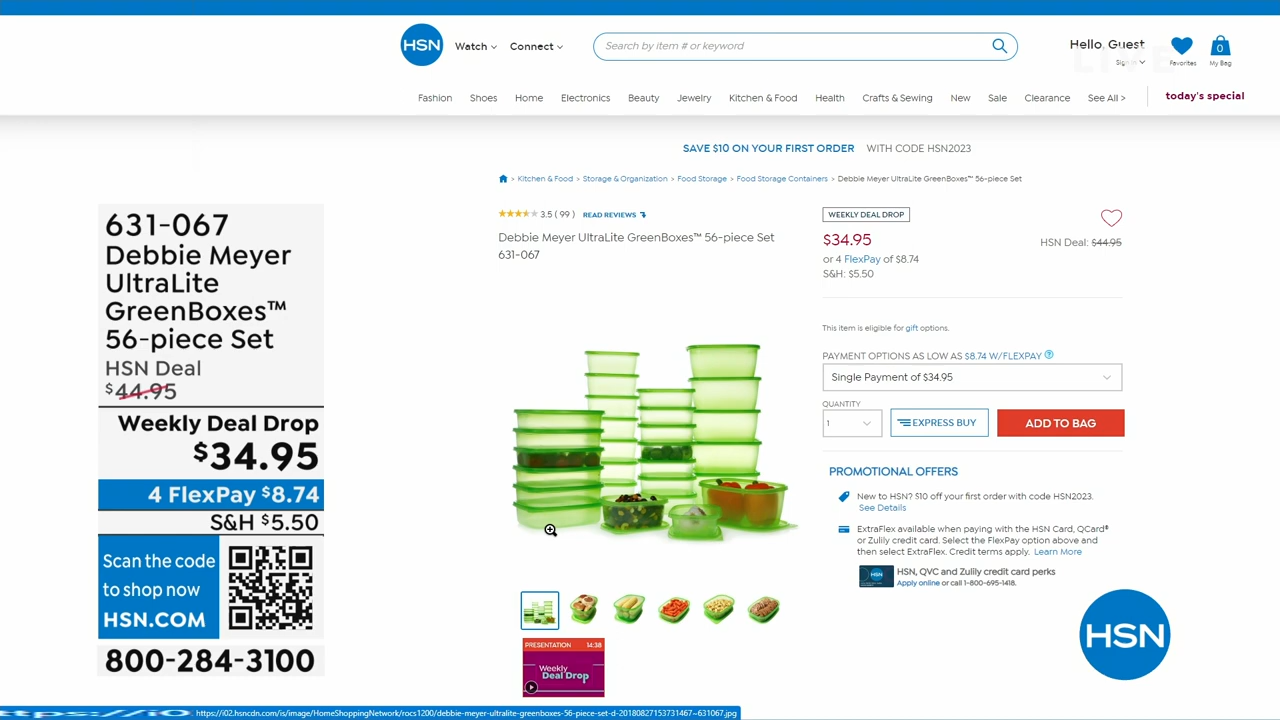 HSN
Watch
Connect
Search by item # or keyword
Hello, Guest
Favorites
0
My Bag
LIVE
Fashion
Shoes
Home
Electronics
Beauty
Jewelry
Kitchen & Food
Health
Crafts & Sewing
New
Sale
Clearance
See All >
today's special
SAVE $10 ON YOUR FIRST ORDER WITH CODE HSN2023
> Kitchen & Food > Storage & Organization > Food Storage > Food Storage Containers > Debbie Meyer UltraLite GreenBoxes™ 56-piece Set
631-067
Debbie Meyer
UltraLite
GreenBoxes™
56-piece Set
HSN Deal
$44.95
Weekly Deal Drop
$34.95
4 FlexPay $8.74
S&H $5.50
Scan the code
to shop now
HSN.COM
800-284-3100
3.5 ( 99 ) READ REVIEWS
Debbie Meyer UltraLite GreenBoxes™ 56-piece Set
631-067
PRESENTATION 14:38
Weekly
Deal Drop
WEEKLY DEAL DROP
$34.95
HSN Deal: $44.95
or 4 FlexPay of $8.74
S&H: $5.50
This item is eligible for gift options.
PAYMENT OPTIONS AS LOW AS $8.74 W/FLEXPAY ?
Single Payment of $34.95
QUANTITY
1
EXPRESS BUY
ADD TO BAG
PROMOTIONAL OFFERS
New to HSN? $10 off your first order with code HSN2023.
See Details
ExtraFlex available when paying with the HSN Card, QCard®
or Zulily credit card. Select the FlexPay option above and
then select ExtraFlex. Credit terms apply. Learn More
HSN
HSN, QVC and Zulily credit card perks
Apply online or call 1-800-695-1418.
HSN
https://i02.hsncdn.com/is/image/HomeShoppingNetwork/rocs1200/debbie-meyer-ultralite-greenboxes-56-piece-set-d-20180827153731467~631067.jpg